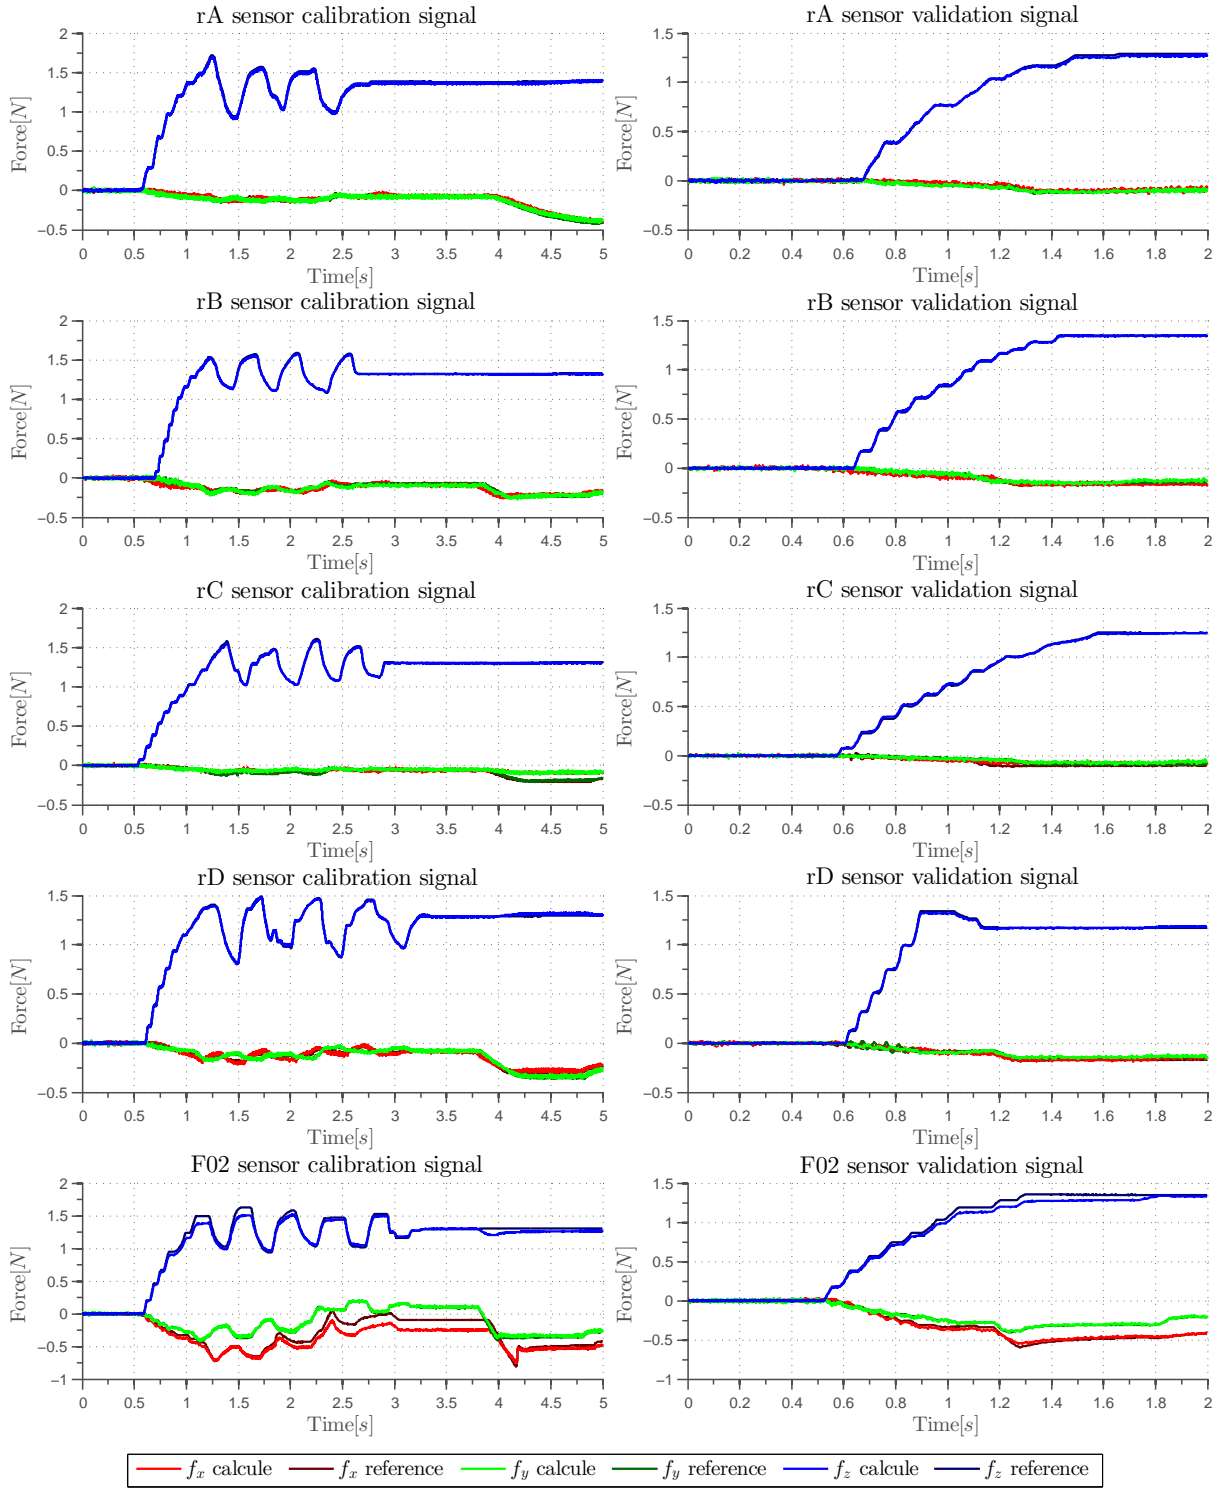 rA sensor calibration signal
Force[N]
2
1.5
1
0.5
0
−0.5
0 0.5 1 1.5 2 2.5 3 3.5 4 4.5 5
Time[s]
rA sensor validation signal
Force[N]
1.5
1
0.5
0
−0.5
0 0.2 0.4 0.6 0.8 1 1.2 1.4 1.6 1.8 2
Time[s]
rB sensor calibration signal
Force[N]
2
1.5
1
0.5
0
−0.5
0 0.5 1 1.5 2 2.5 3 3.5 4 4.5 5
Time[s]
rB sensor validation signal
Force[N]
1.5
1
0.5
0
−0.5
0 0.2 0.4 0.6 0.8 1 1.2 1.4 1.6 1.8 2
Time[s]
rC sensor calibration signal
Force[N]
2
1.5
1
0.5
0
−0.5
0 0.5 1 1.5 2 2.5 3 3.5 4 4.5 5
Time[s]
rC sensor validation signal
Force[N]
1.5
1
0.5
0
−0.5
0 0.2 0.4 0.6 0.8 1 1.2 1.4 1.6 1.8 2
Time[s]
rD sensor calibration signal
Force[N]
1.5
1
0.5
0
−0.5
0 0.5 1 1.5 2 2.5 3 3.5 4 4.5 5
Time[s]
rD sensor validation signal
Force[N]
1.5
1
0.5
0
−0.5
0 0.2 0.4 0.6 0.8 1 1.2 1.4 1.6 1.8 2
Time[s]
F02 sensor calibration signal
Force[N]
2
1.5
1
0.5
0
−0.5
−1
0 0.5 1 1.5 2 2.5 3 3.5 4 4.5 5
Time[s]
F02 sensor validation signal
Force[N]
1.5
1
0.5
0
−0.5
−1
0 0.2 0.4 0.6 0.8 1 1.2 1.4 1.6 1.8 2
Time[s]
f_x calcule f_x reference f_y calcule f_y reference f_z calcule f_z reference